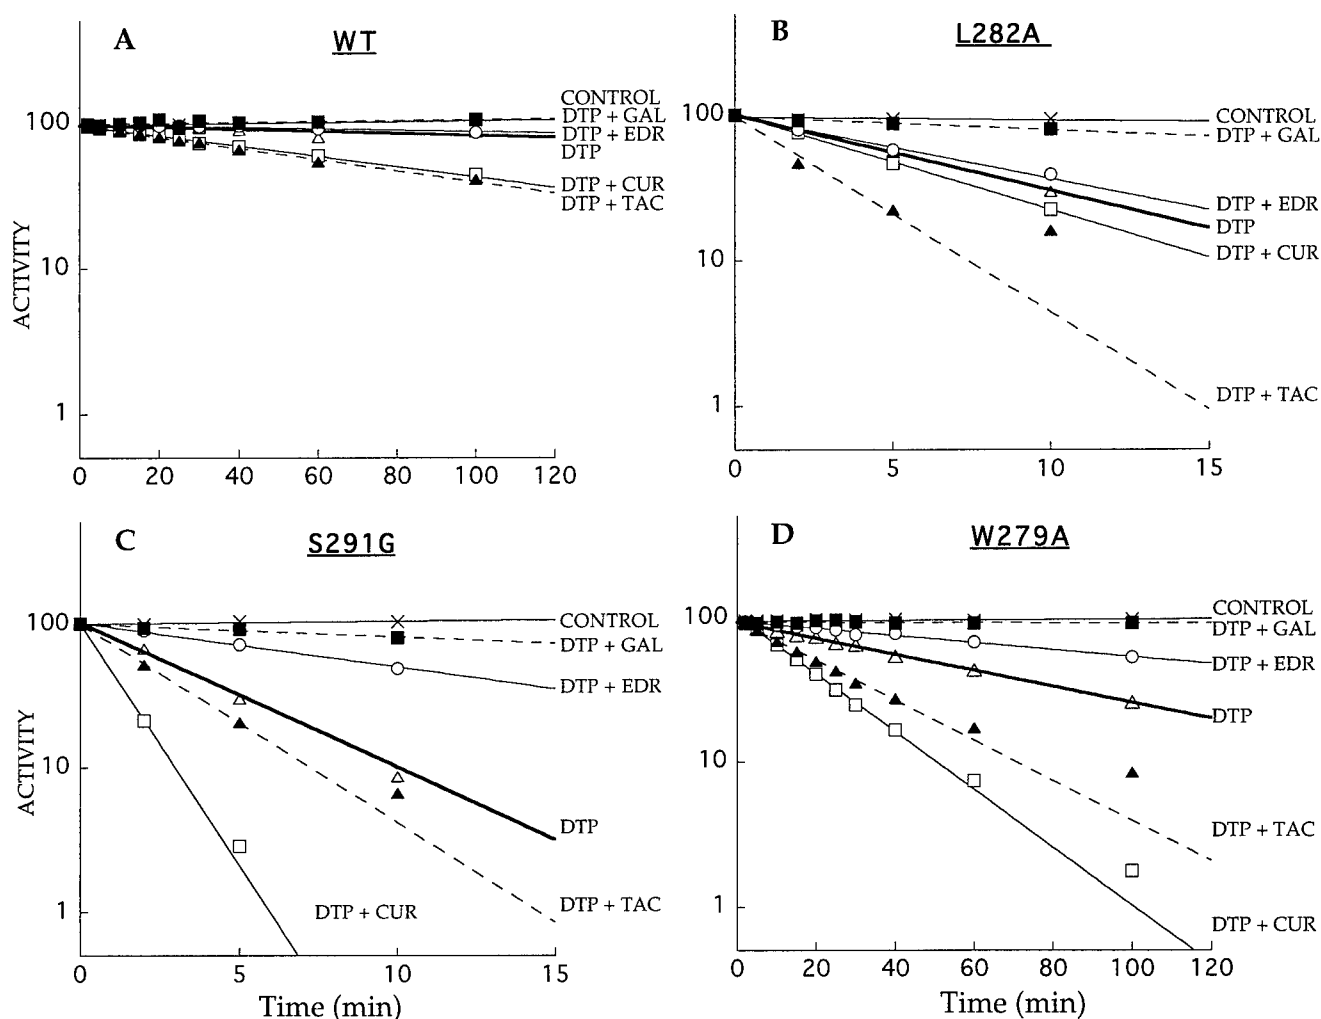 A
WT
ACTIVITY
100
10
1
CONTROL
DTP + GAL
DTP + EDR
DTP
DTP + CUR
DTP + TAC
0 20 40 60 80 100 120
B
L282A
100
10
1
CONTROL
DTP + GAL
DTP + EDR
DTP
DTP + CUR
DTP + TAC
0 5 10 15
C
S291G
ACTIVITY
100
10
1
CONTROL
DTP + GAL
DTP + EDR
DTP
DTP + TAC
DTP + CUR
0 5 10 15
Time (min)
D
W279A
100
10
1
CONTROL
DTP + GAL
DTP + EDR
DTP
DTP + TAC
DTP + CUR
0 20 40 60 80 100 120
Time (min)